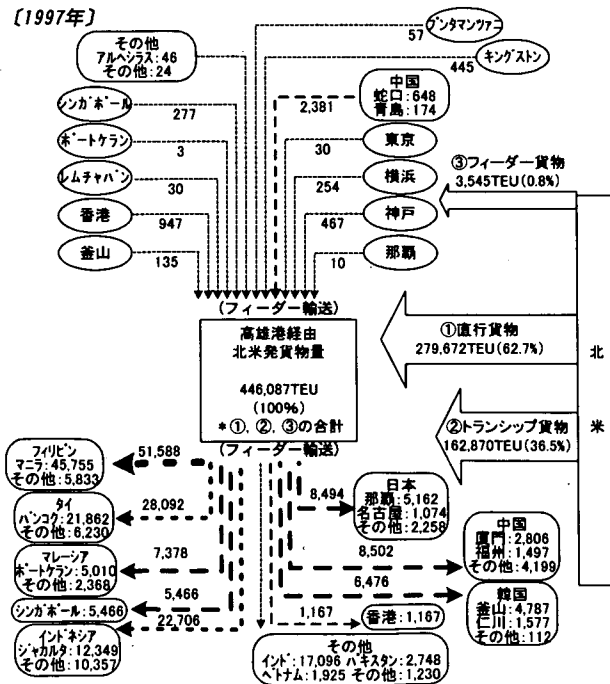 〔1997年〕
その他
アルヘシラス:46
その他:24
57
ブンタマンツァニ
445
キングストン
シンガポール
277
2,381
中国
蛇口:648
青島:174
ポートケラン
3
30
東京
レムチャバン
30
254
横浜
香港
947
467
神戸
釜山
135
10
那覇
③フィーダー貨物
3,545TEU(0.8%)
(フィーダー輸送)
高雄港経由
北米発貨物量
446,087TEU
(100%)
*①,②,③の合計
(フィーダー輸送)
①直行貨物
279,672TEU(62.7%)
②トランシップ貨物
162,870TEU(36.5%)
北
米
フィリピン
マニラ:45,755
その他:5,833
51,588
タイ
バンコク:21,862
その他:6,230
28,092
マレーシア
ポートケラン:5,010
その他:2,368
7,378
シンガポール:5,466
5,466
インドネシア
ジャカルタ:12,349
その他:10,357
22,706
8,494
日本
那覇:5,162
名古屋:1,074
その他:2,258
8,502
中国
廈門:2,806
福州:1,497
その他:4,199
6,476
韓国
釜山:4,787
仁川:1,577
その他:112
1,167
香港:1,167
その他
インド:17,096 パキスタン:2,748
ベトナム:1,925 その他:1,230